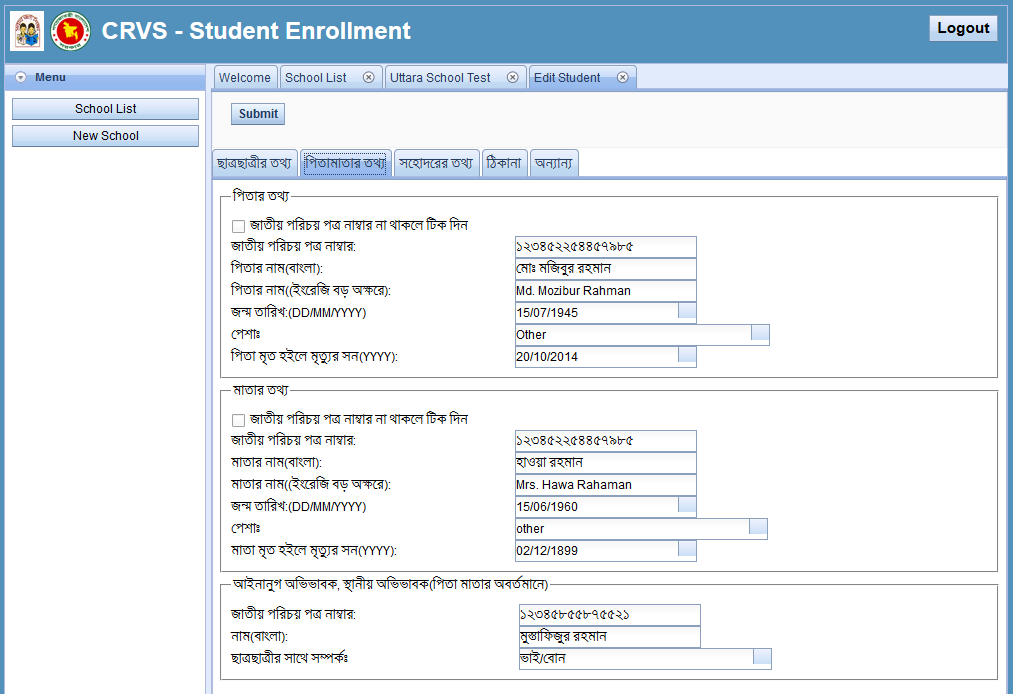 CRVS - Student Enrollment
Logout
Menu
School List
New School
Welcome School List Uttara School Test Edit Student
Submit
ছাত্রছাত্রীর তথ্য পিতামাতার তথ্য সহোদরের তথ্য ঠিকানা অন্যান্য
পিতার তথ্য
জাতীয় পরিচয় পত্র নাম্বার না থাকলে টিক দিন
জাতীয় পরিচয় পত্র নাম্বার: ১২৩৪৫২২৫৪৪৫৭৯৮৫
পিতার নাম(বাংলা): মোঃ মজিবুর রহমান
পিতার নাম((ইংরেজি বড় অক্ষরে): Md. Mozibur Rahman
জন্ম তারিখ:(DD/MM/YYYY) 15/07/1945
পেশাঃ Other
পিতা মৃত হইলে মৃত্যুর সন(YYYY): 20/10/2014
মাতার তথ্য
জাতীয় পরিচয় পত্র নাম্বার না থাকলে টিক দিন
জাতীয় পরিচয় পত্র নাম্বার: ১২৩৪৫২২৫৪৪৫৭৯৮৫
মাতার নাম(বাংলা): হাওয়া রহমান
মাতার নাম((ইংরেজি বড় অক্ষরে): Mrs. Hawa Rahaman
জন্ম তারিখ:(DD/MM/YYYY) 15/06/1960
পেশাঃ other
মাতা মৃত হইলে মৃত্যুর সন(YYYY): 02/12/1899
আইনানুগ অভিভাবক, স্থানীয় অভিভাবক(পিতা মাতার অবর্তমানে)
জাতীয় পরিচয় পত্র নাম্বার: ১২৩৪৫৮৫৫৮৭৫৫২১
নাম(বাংলা): মুস্তাফিজুর রহমান
ছাত্রছাত্রীর সাথে সম্পর্কঃ ভাই/বোন